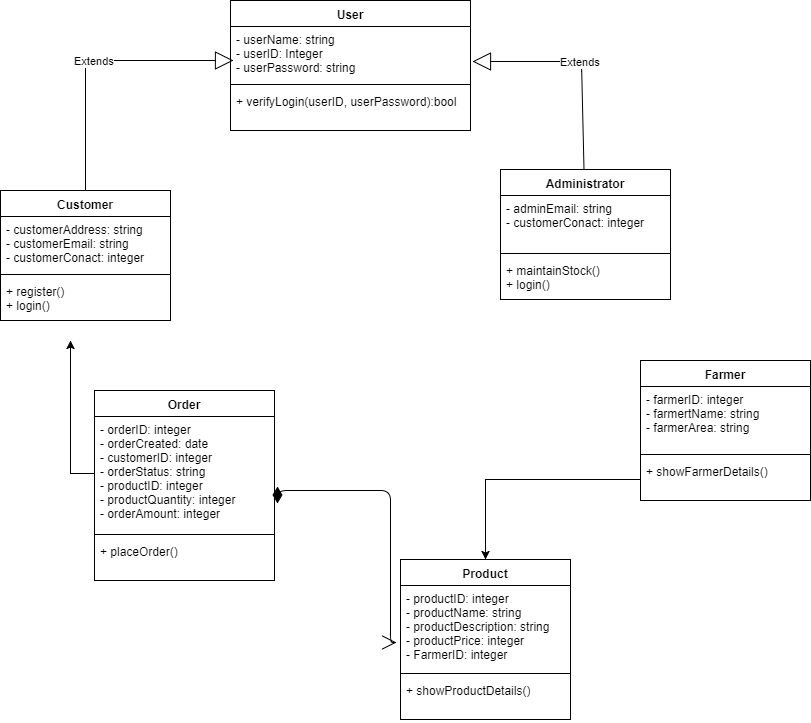 User
- userName: string
- userID: Integer
- userPassword: string
+ verifyLogin(userID, userPassword):bool
Extends
Extends
Customer
- customerAddress: string
- customerEmail: string
- customerConact: integer
+ register()
+ login()
Administrator
- adminEmail: string
- customerConact: integer
+ maintainStock()
+ login()
Order
- orderID: integer
- orderCreated: date
- customerID: integer
- orderStatus: string
- productID: integer
- productQuantity: integer
- orderAmount: integer
+ placeOrder()
Farmer
- farmerID: integer
- farmertName: string
- farmerArea: string
+ showFarmerDetails()
Product
- productID: integer
- productName: string
- productDescription: string
- productPrice: integer
- FarmerID: integer
+ showProductDetails()